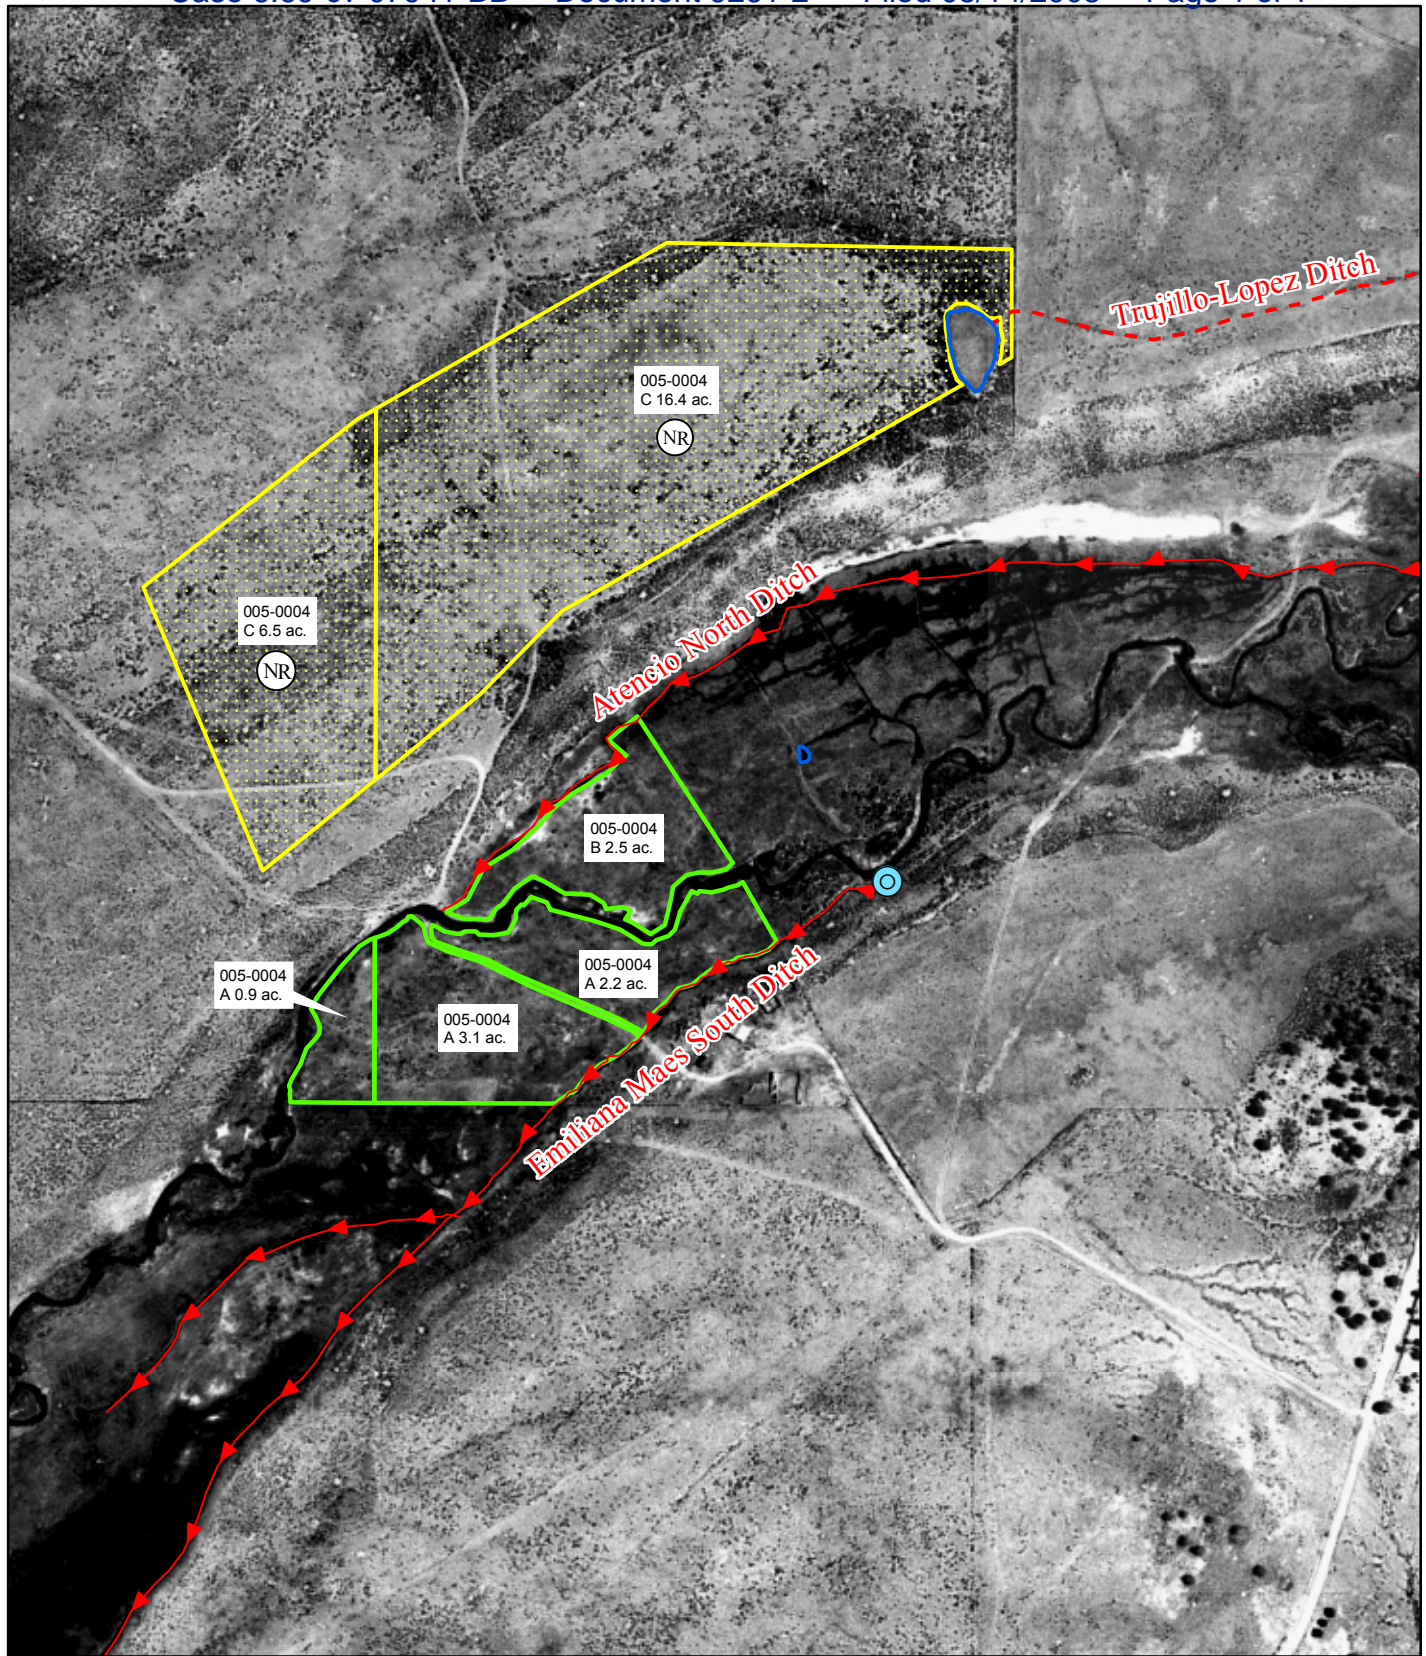 Trujillo-Lopez Ditch
005-0004
C 16.4 ac.
NR
005-0004
C 6.5 ac.
NR
Atencio North Ditch
005-0004
B 2.5 ac.
005-0004
A 2.2 ac.
005-0004
A 0.9 ac.
005-0004
A 3.1 ac.
Emiliana Maes South Ditch